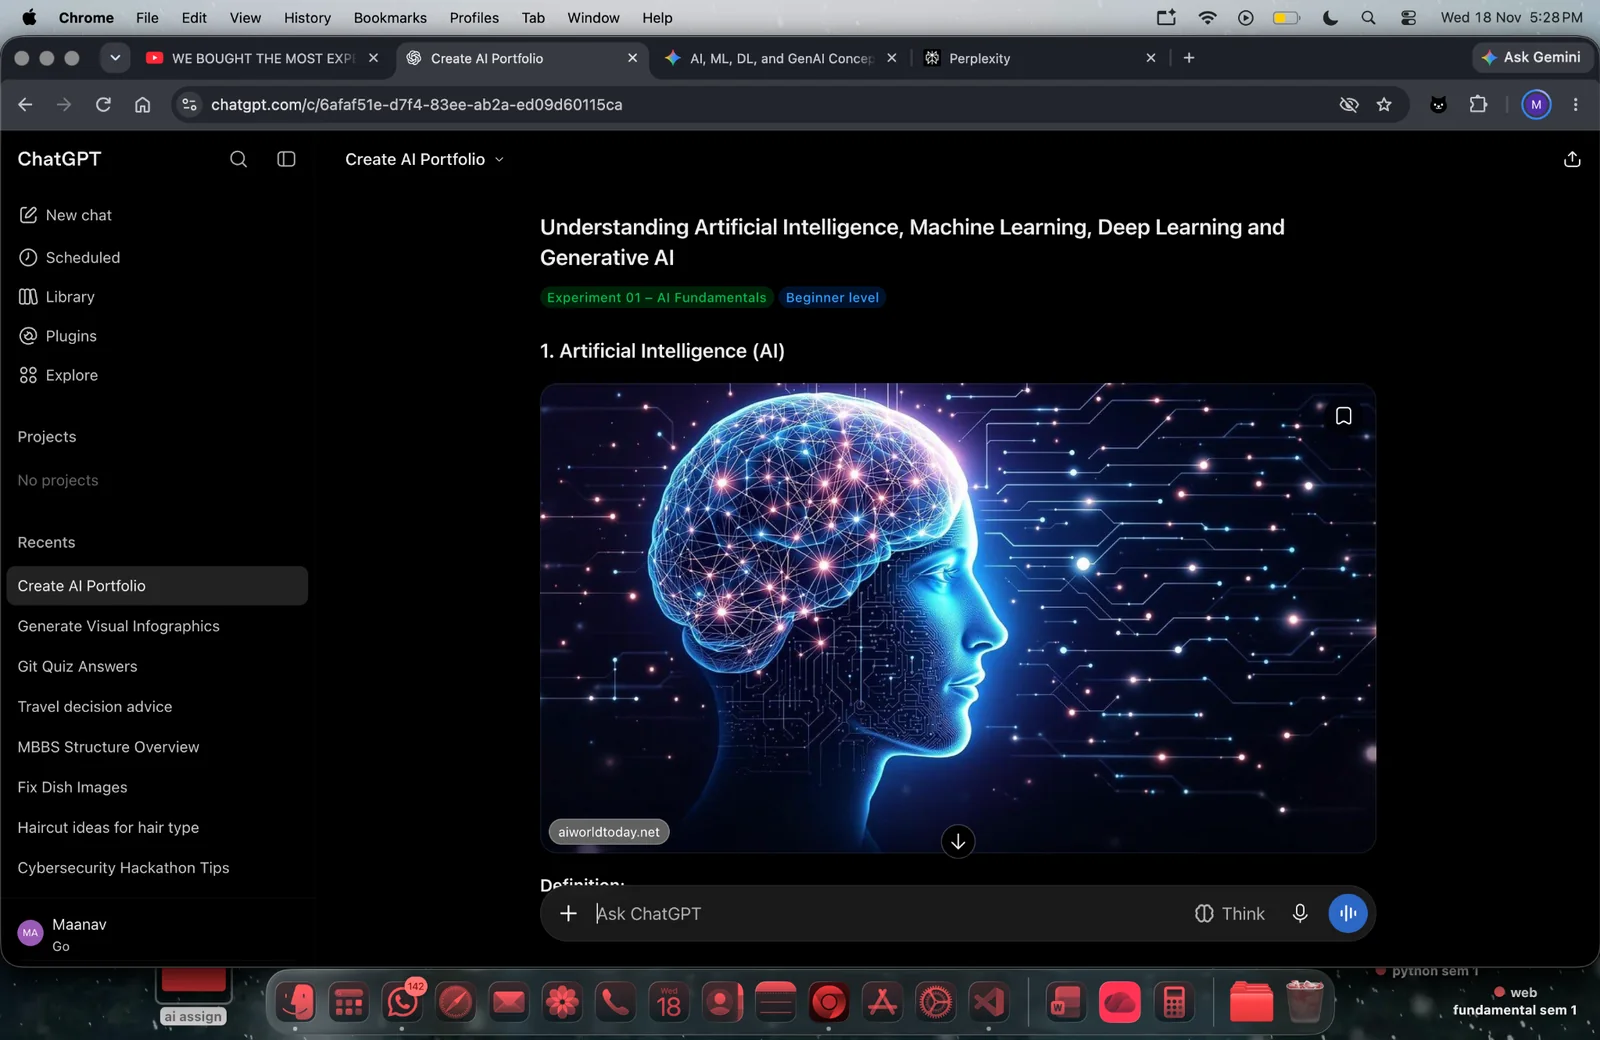 Chrome File Edit View History Bookmarks Profiles Tab Window Help
Wed 18 Nov 5:28 PM
WE BOUGHT THE MOST EXP
Create AI Portfolio
AI, ML, DL, and GenAI Concep
Perplexity
Ask Gemini
chatgpt.com/c/6afaf51e-d7f4-83ee-ab2a-ed09d60115ca
M
ChatGPT
New chat
Scheduled
Library
Plugins
Explore
Projects
No projects
Recents
Create AI Portfolio
Generate Visual Infographics
Git Quiz Answers
Travel decision advice
MBBS Structure Overview
Fix Dish Images
Haircut ideas for hair type
Cybersecurity Hackathon Tips
MA
Maanav
Go
Create AI Portfolio
Understanding Artificial Intelligence, Machine Learning, Deep Learning and
Generative AI
Experiment 01 – AI Fundamentals
Beginner level
1. Artificial Intelligence (AI)
aiworldtoday.net
Definition:
Ask ChatGPT
Think
ai assign
142
Wed
18
W
python sem 1
web
fundamental sem 1